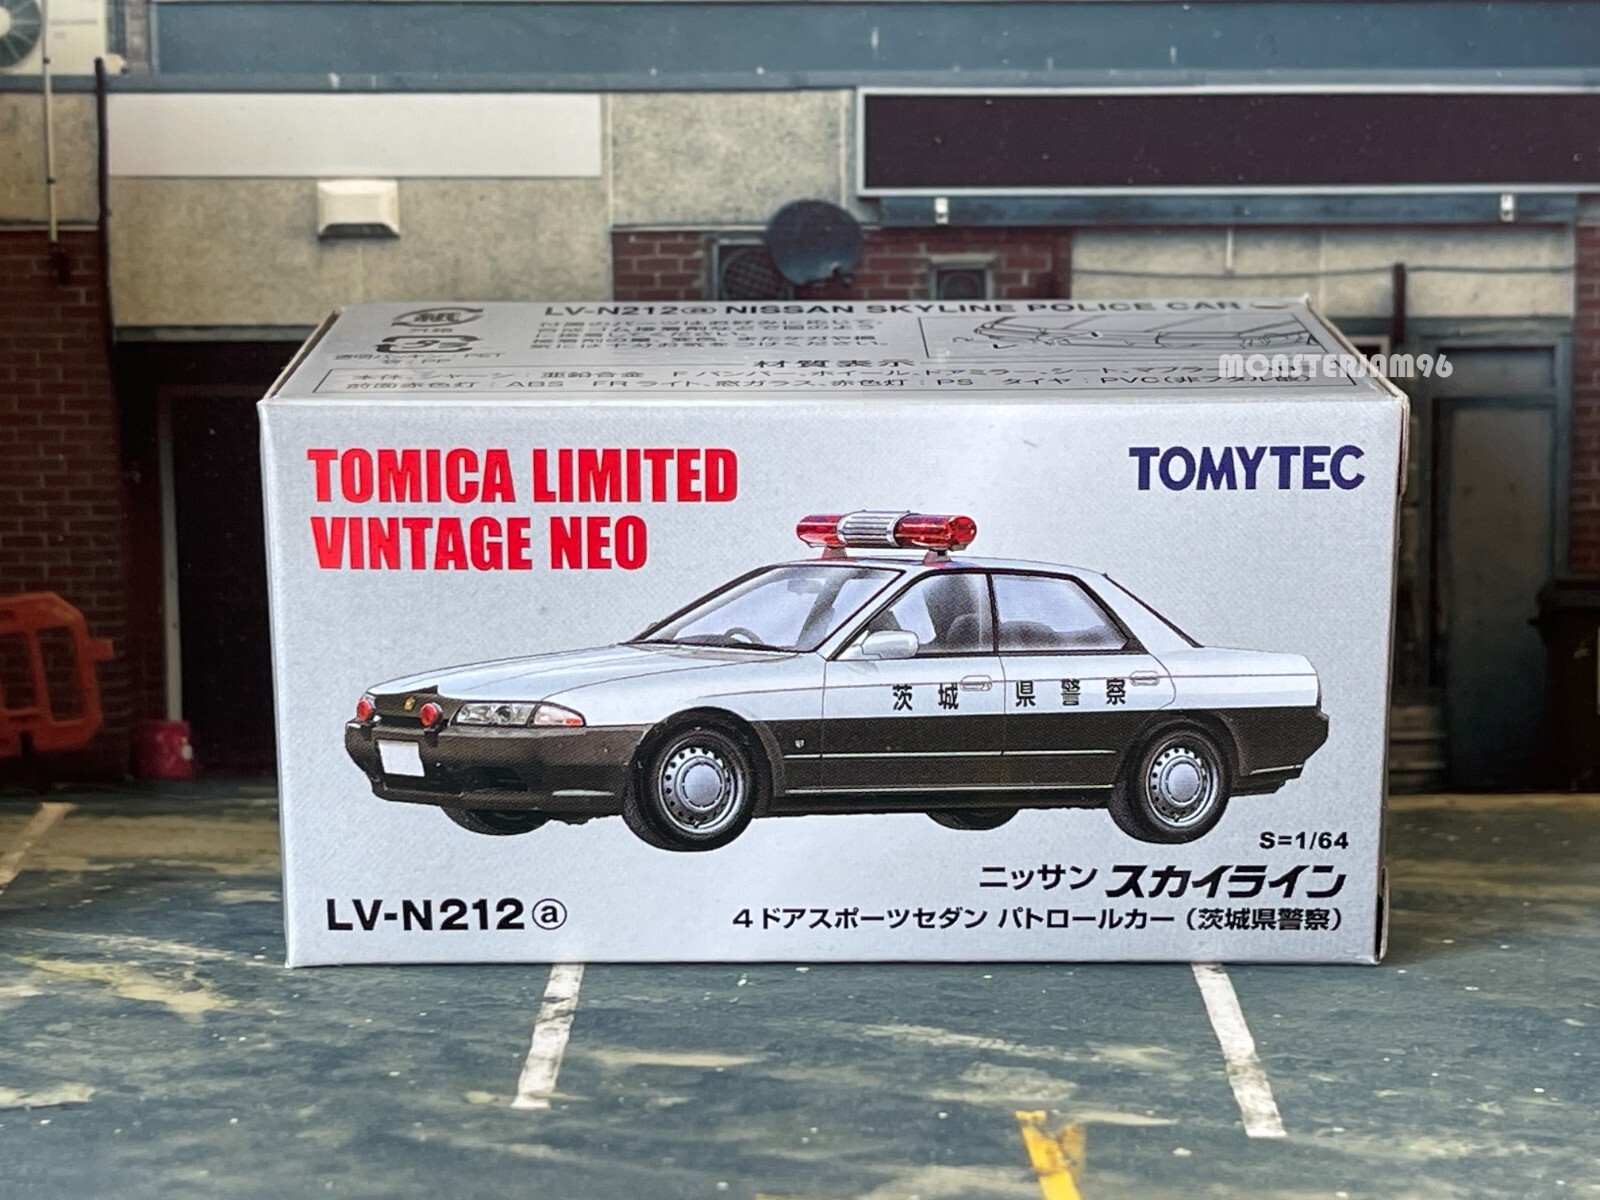 LV-N212ⓐ NISSAN SKYLINE POLICE CAR
材質表示
MONSTERJAM96
TOMICA LIMITED
VINTAGE NEO
TOMYTEC
茨城県警察
S=1/64
ニッサン スカイライン
LV-N212ⓐ
4ドアスポーツセダン パトロールカー（茨城県警察）